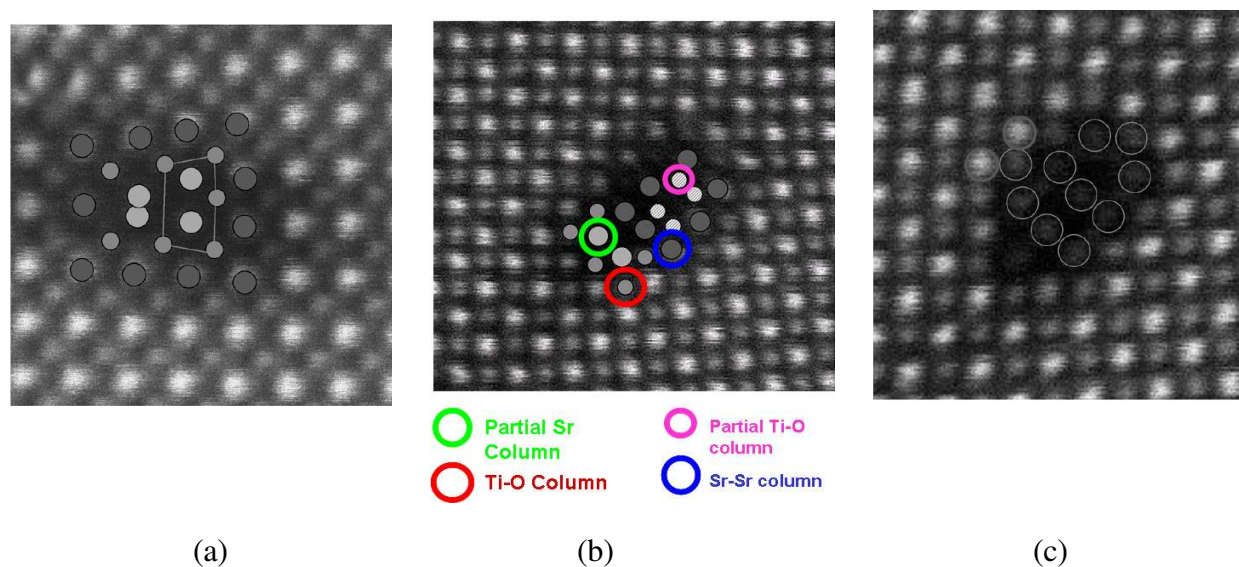 Partial Sr
Column
Ti-O Column
Partial Ti-O
column
Sr-Sr column
(a)
(b)
(c)